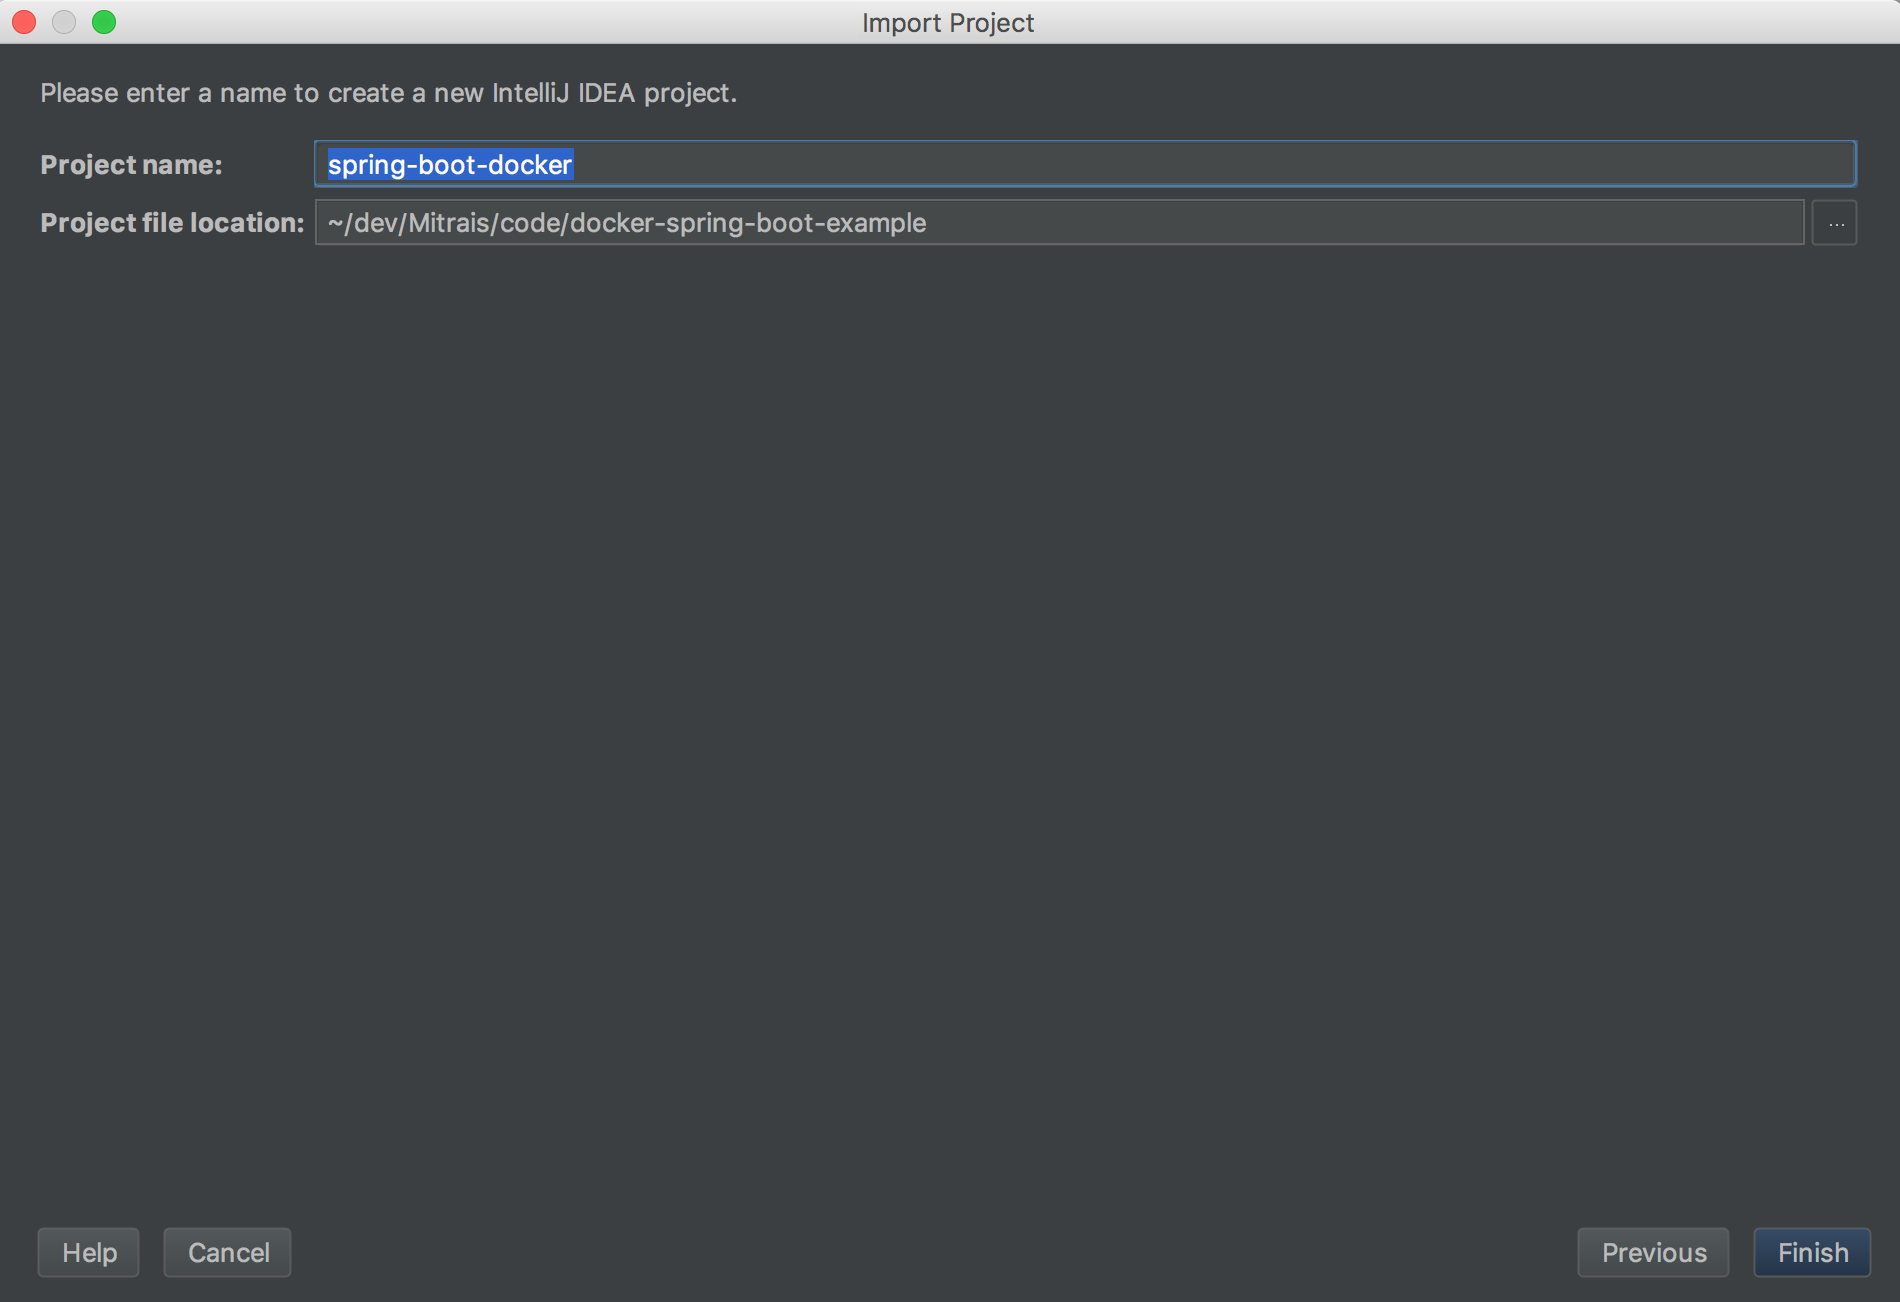 Import Project
Please enter a name to create a new IntelliJ IDEA project.
Project name: spring-boot-docker
Project file location: ~/dev/Mitrais/code/docker-spring-boot-example ...
Help Cancel Previous Finish